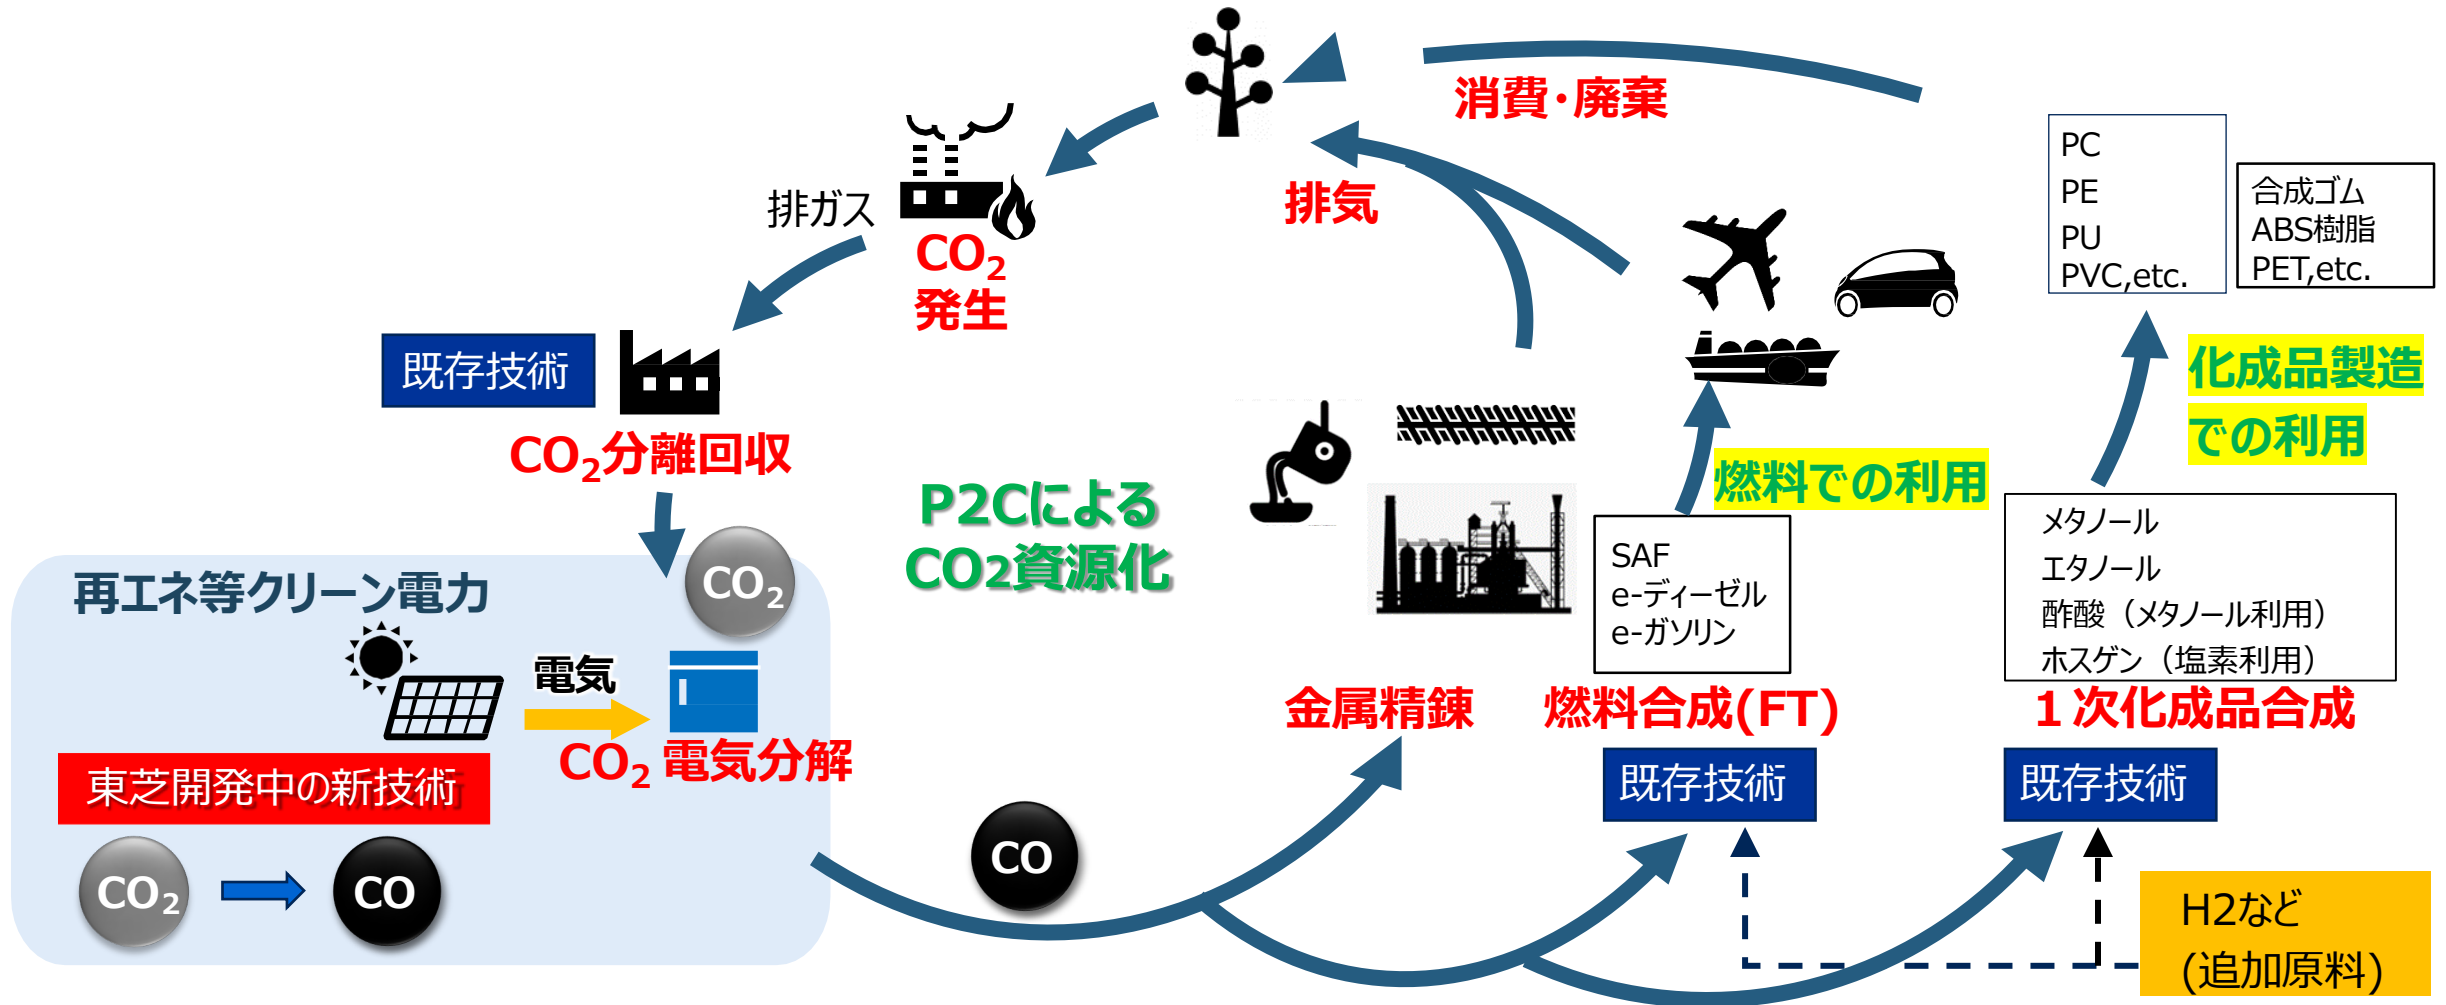 消費・廃棄
排気
排ガス
CO2
発生
既存技術
CO2分離回収
P2Cによる
CO2資源化
再エネ等クリーン電力
CO2
電気
CO2 電気分解
東芝開発中の新技術
CO2
CO
CO
金属精錬
SAF
e-ディーゼル
e-ガソリン
燃料合成(FT)
既存技術
燃料での利用
PC
PE
PU
PVC,etc.
合成ゴム
ABS樹脂
PET,etc.
化成品製造
での利用
メタノール
エタノール
酢酸（メタノール利用）
ホスゲン（塩素利用）
１次化成品合成
既存技術
H2など
(追加原料)